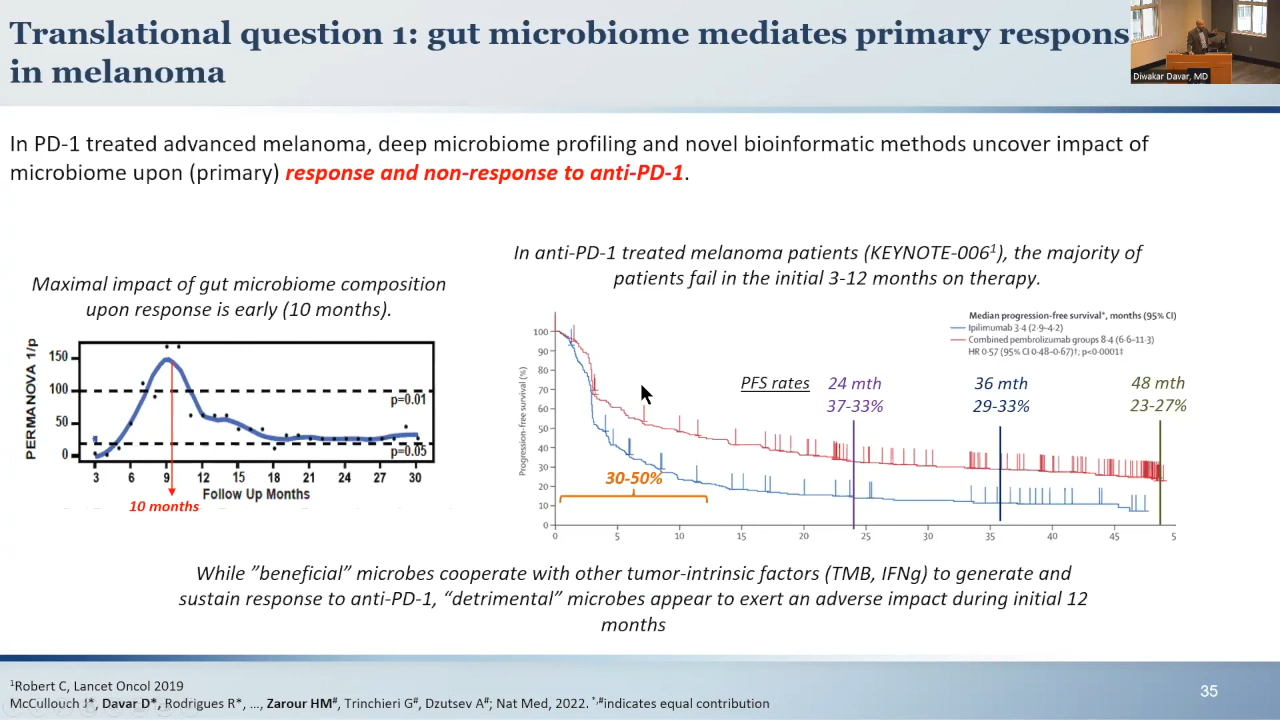 Translational question 1: gut microbiome mediates primary respons
in melanoma
Diwakar Davar, MD
In PD-1 treated advanced melanoma, deep microbiome profiling and novel bioinformatic methods uncover impact of
microbiome upon (primary) response and non-response to anti-PD-1.
Maximal impact of gut microbiome composition
upon response is early (10 months).
PERMANOVA 1/p
150
100
50
0
p=0.01
p=0.05
3 6 9 12 15 18 21 24 27 30
Follow Up Months
10 months
In anti-PD-1 treated melanoma patients (KEYNOTE-006¹), the majority of
patients fail in the initial 3-12 months on therapy.
Median progression-free survival*, months (95% CI)
Ipilimumab 3·4 (2·9-4·2)
Combined pembrolizumab groups 8·4 (6·6-11·3)
HR 0·57 (95% CI 0·48-0·67)†; p<0·0001‡
PFS rates 24 mth 36 mth 48 mth
37-33% 29-33% 23-27%
Progression-free survival (%)
100
90
80
70
60
50
40
30
20
10
0
30-50%
0 5 10 15 20 25 30 35 40 45 5
While ”beneficial” microbes cooperate with other tumor-intrinsic factors (TMB, IFNg) to generate and
sustain response to anti-PD-1, “detrimental” microbes appear to exert an adverse impact during initial 12
months
¹Robert C, Lancet Oncol 2019
McCullouch J*, Davar D*, Rodrigues R*, …, Zarour HM#, Trinchieri G#, Dzutsev A#; Nat Med, 2022. *,#indicates equal contribution
35